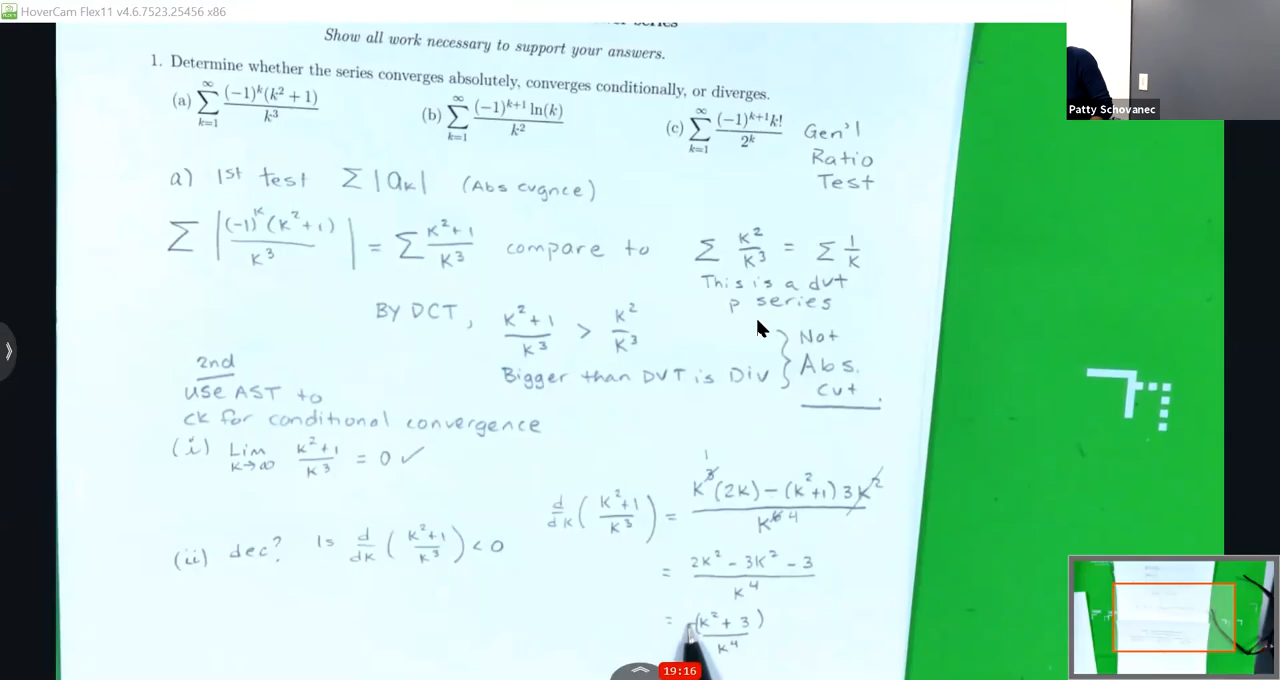 HoverCam Flex11 v4.6.7523.25456 x86
Show all work necessary to support your answers.
1. Determine whether the series converges absolutely, converges conditionally, or diverges.
(a) ∑_{k=1}^{∞} (-1)^k(k^2 + 1) / k^3
(b) ∑_{k=1}^{∞} (-1)^{k+1} ln(k) / k^2
(c) ∑_{k=1}^{∞} (-1)^{k+1}k! / 2^k
Gen'l
Ratio
Test
Patty Schovanec
a) 1st test ∑ |a_k| (Abs cvgnce)
∑ | (-1)^k (k^2+1) / k^3 | = ∑ k^2+1 / k^3 compare to ∑ k^2 / k^3 = ∑ 1/k
This is a dvt
p series
BY DCT, k^2+1 / k^3 > k^2 / k^3
Bigger than DVT is Div } Not
Abs.
cvt.
2nd
USE AST to
ck for conditional convergence
(i) Lim k→∞ k^2+1 / k^3 = 0 ✓
(ii) dec? Is d/dk ( k^2+1 / k^3 ) < 0
d/dk ( k^2+1 / k^3 ) = k^3 (2k) - (k^2+1) 3k^2 / k^6
1
4
= 2k^2 - 3k^2 - 3 / k^4
= -(k^2 + 3) / k^4
19:16